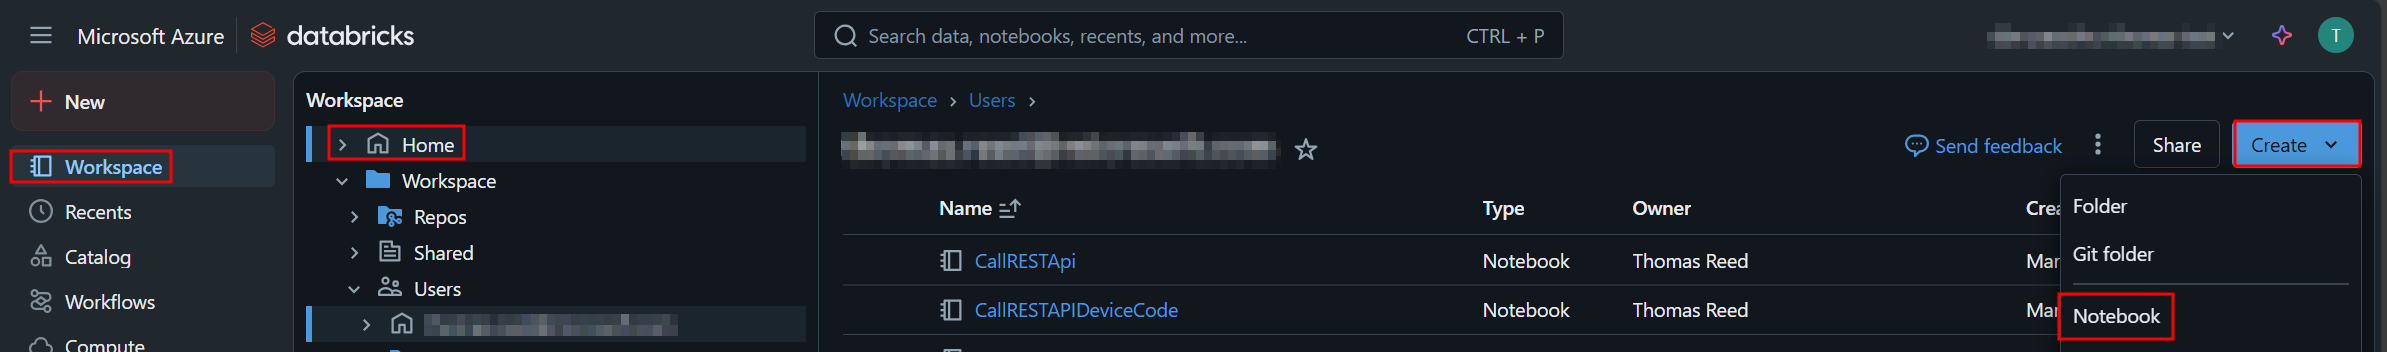 Microsoft Azure databricks
Search data, notebooks, recents, and more... CTRL + P
T
New
Workspace
Recents
Catalog
Workflows
Compute
Workspace
Home
Workspace
Repos
Shared
Users
Workspace > Users >
Send feedback Share Create
Name Type Owner Crea
CallRESTApi Notebook Thomas Reed Mar
CallRESTAPIDeviceCode Notebook Thomas Reed Mar
Folder
Git folder
Notebook